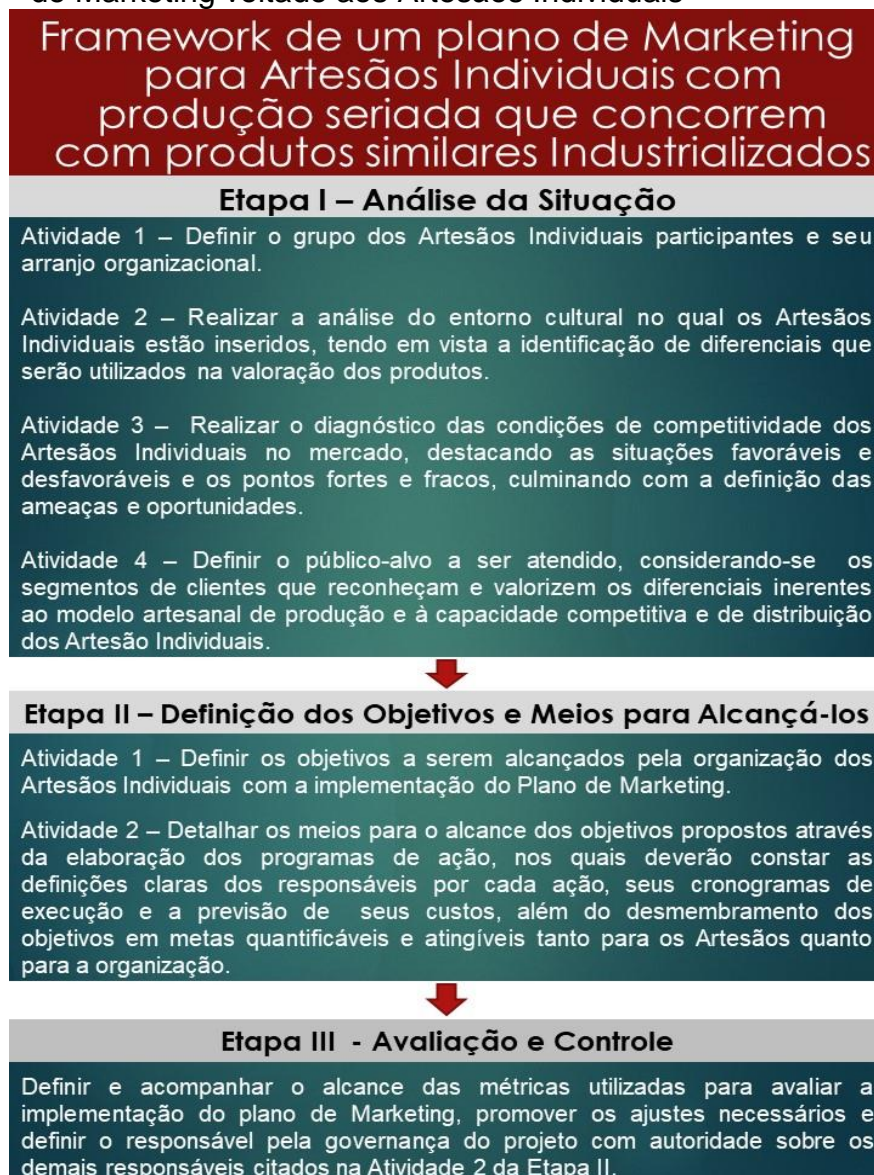 de Marketing voltado aos Artesãos Individuais
Framework de um plano de Marketing
para Artesãos Individuais com
produção seriada que concorrem
com produtos similares Industrializados
Etapa I – Análise da Situação
Atividade 1 – Definir o grupo dos Artesãos Individuais participantes e seu
arranjo organizacional.
Atividade 2 – Realizar a análise do entorno cultural no qual os Artesãos
Individuais estão inseridos, tendo em vista a identificação de diferenciais que
serão utilizados na valoração dos produtos.
Atividade 3 – Realizar o diagnóstico das condições de competitividade dos
Artesãos Individuais no mercado, destacando as situações favoráveis e
desfavoráveis e os pontos fortes e fracos, culminando com a definição das
ameaças e oportunidades.
Atividade 4 – Definir o público-alvo a ser atendido, considerando-se os
segmentos de clientes que reconheçam e valorizem os diferenciais inerentes
ao modelo artesanal de produção e à capacidade competitiva e de distribuição
dos Artesão Individuais.
Etapa II – Definição dos Objetivos e Meios para Alcançá-los
Atividade 1 – Definir os objetivos a serem alcançados pela organização dos
Artesãos Individuais com a implementação do Plano de Marketing.
Atividade 2 – Detalhar os meios para o alcance dos objetivos propostos através
da elaboração dos programas de ação, nos quais deverão constar as
definições claras dos responsáveis por cada ação, seus cronogramas de
execução e a previsão de seus custos, além do desmembramento dos
objetivos em metas quantificáveis e atingíveis tanto para os Artesãos quanto
para a organização.
Etapa III - Avaliação e Controle
Definir e acompanhar o alcance das métricas utilizadas para avaliar a
implementação do plano de Marketing, promover os ajustes necessários e
definir o responsável pela governança do projeto com autoridade sobre os
demais responsáveis citados na Atividade 2 da Etapa II.